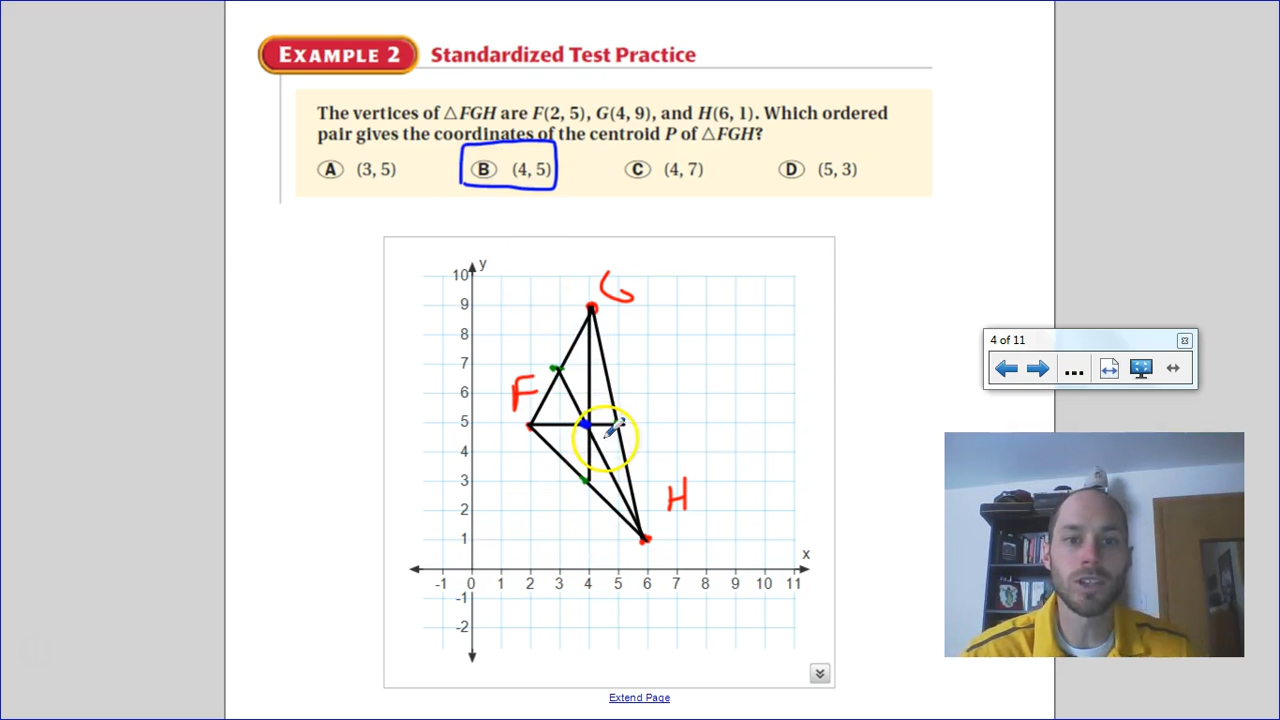 EXAMPLE 2 Standardized Test Practice
The vertices of △FGH are F(2, 5), G(4, 9), and H(6, 1). Which ordered
pair gives the coordinates of the centroid P of △FGH?
A (3, 5) B (4, 5) C (4, 7) D (5, 3)
y
10
G
9
8
4 of 11
7
...
F
6
5
4
3
H
2
1
x
-1 0 1 2 3 4 5 6 7 8 9 10 11
-1
-2
Extend Page